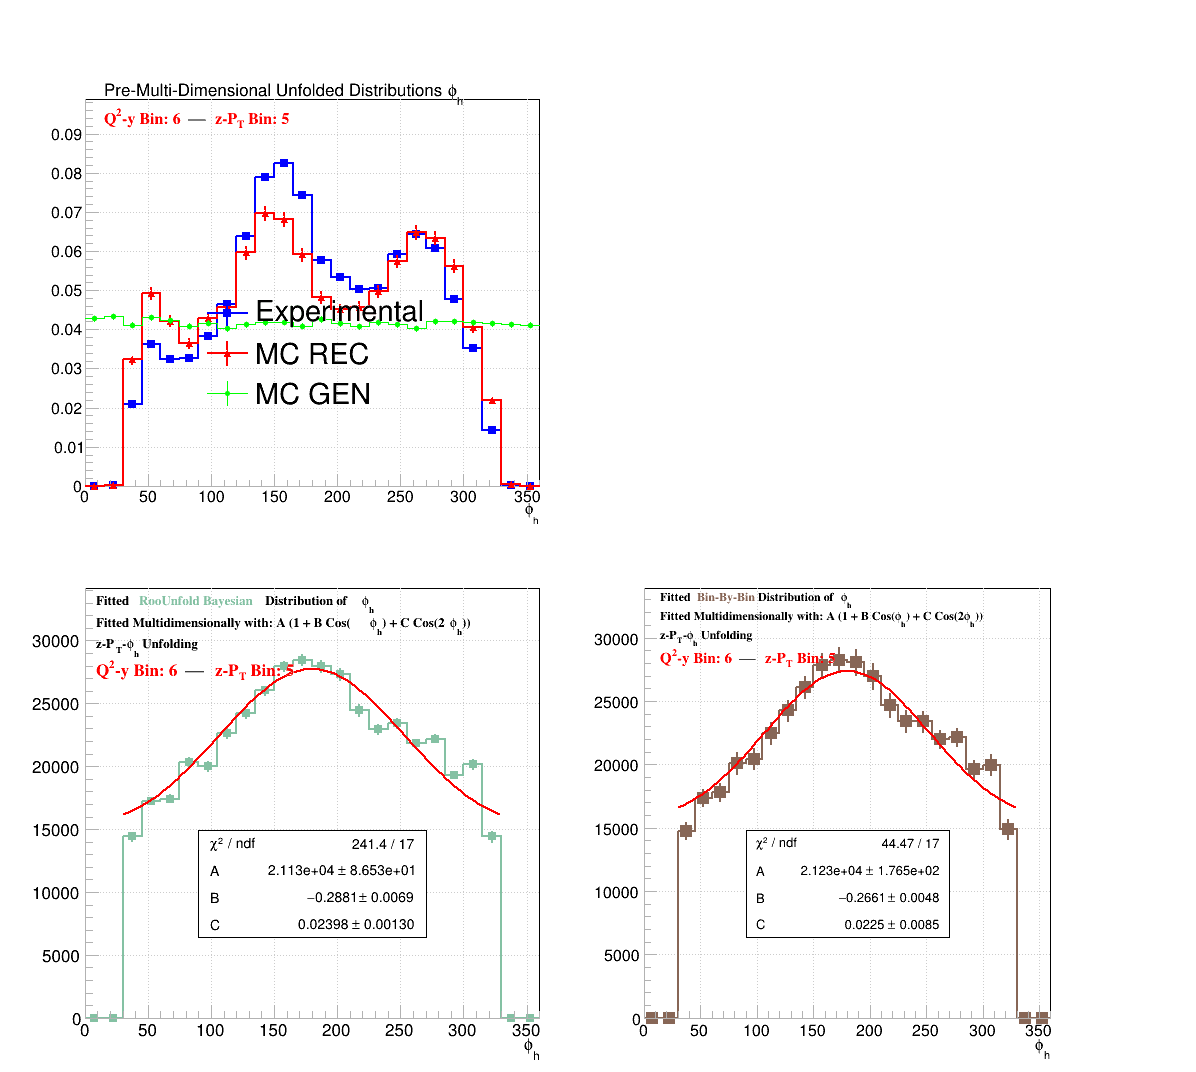 Pre-Multi-Dimensional Unfolded Distributions ϕh
Q²-y Bin: 6 — z-PT Bin: 5
0.09
0.08
0.07
0.06
0.05
0.04
0.03
0.02
0.01
0
Experimental
MC REC
MC GEN
0 50 100 150 200 250 300 350
ϕh
Fitted RooUnfold Bayesian Distribution of ϕh
Fitted Multidimensionally with: A (1 + B Cos( ϕh) + C Cos(2 ϕh))
z-PT-ϕh Unfolding
Q²-y Bin: 6 — z-PT Bin: 5
30000
25000
20000
15000
10000
5000
0
χ² / ndf 241.4 / 17
A 2.113e+04 ± 8.653e+01
B −0.2881 ± 0.0069
C 0.02398 ± 0.00130
0 50 100 150 200 250 300 350
ϕh
Fitted Bin-By-Bin Distribution of ϕh
Fitted Multidimensionally with: A (1 + B Cos(ϕh) + C Cos(2ϕh))
z-PT-ϕh Unfolding
Q²-y Bin: 6 — z-PT Bin: 5
30000
25000
20000
15000
10000
5000
0
χ² / ndf 44.47 / 17
A 2.123e+04 ± 1.765e+02
B −0.2661 ± 0.0048
C 0.0225 ± 0.0085
0 50 100 150 200 250 300 350
ϕh